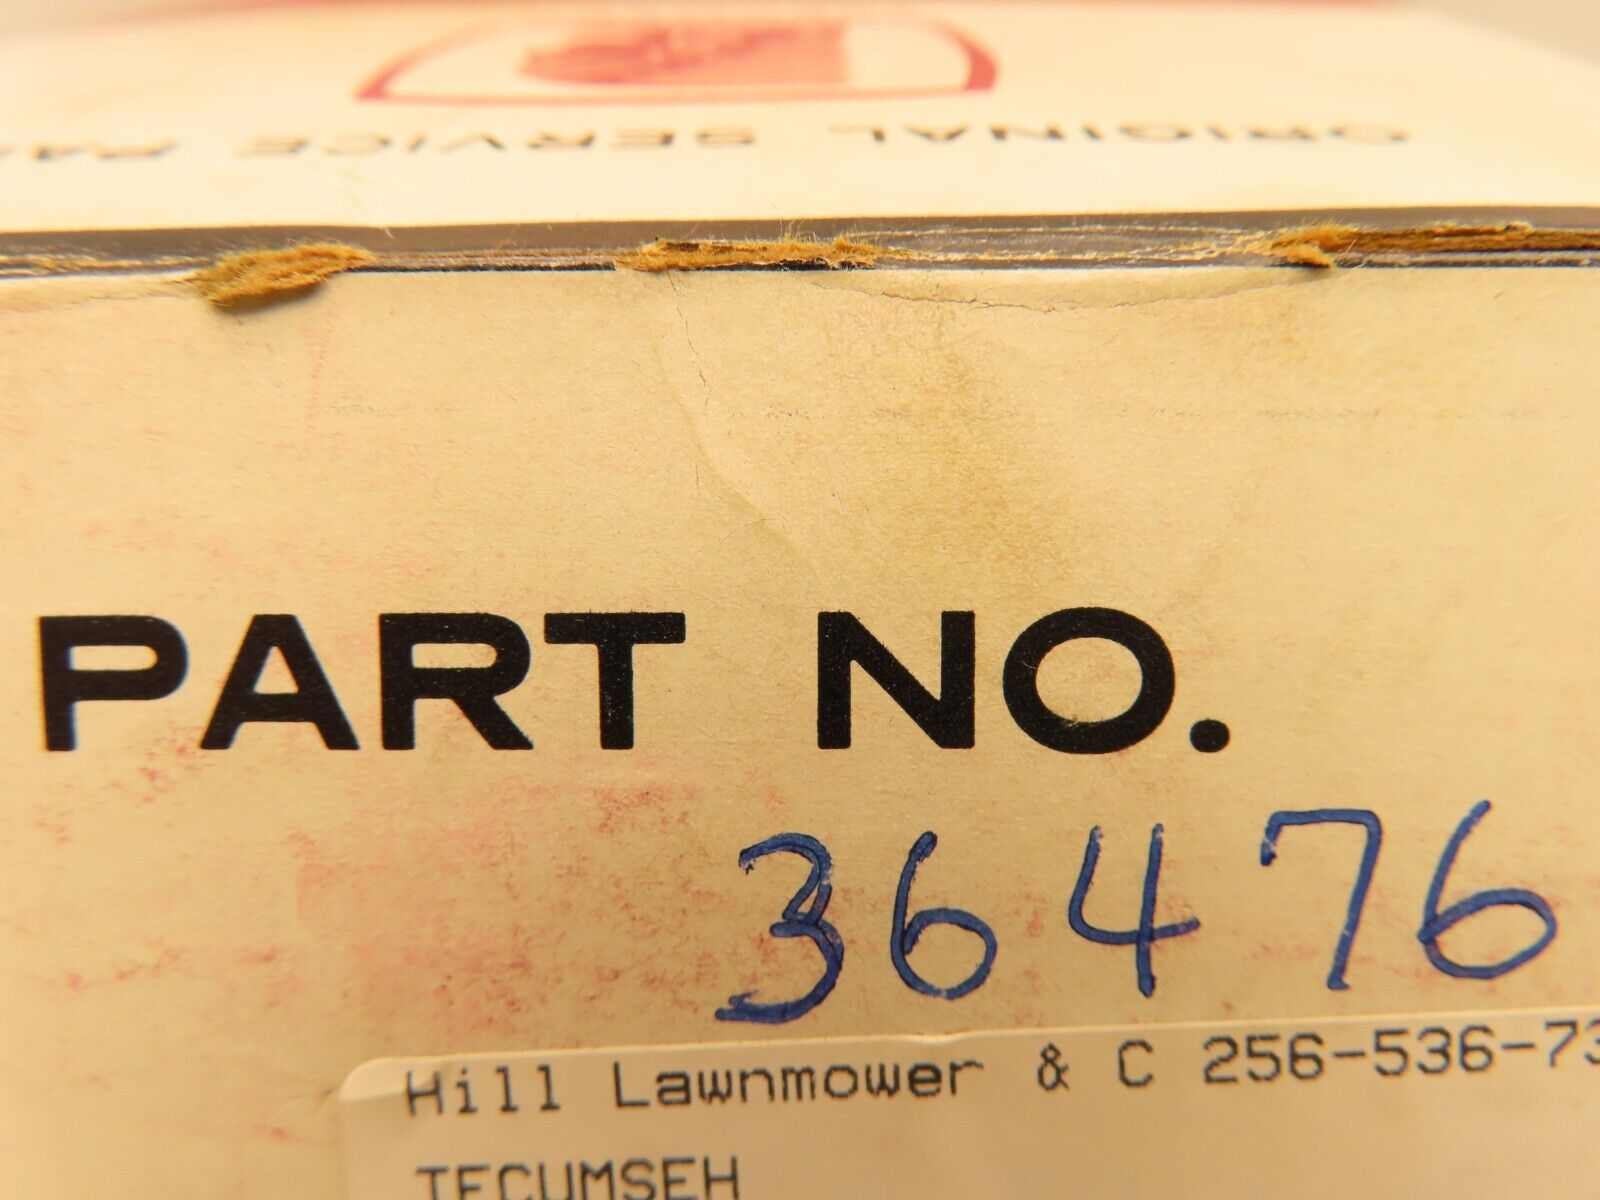 ORIGINAL SERVICE
PART NO.
36476
Hill Lawnmower & C 256-536-73
TECUMSEH